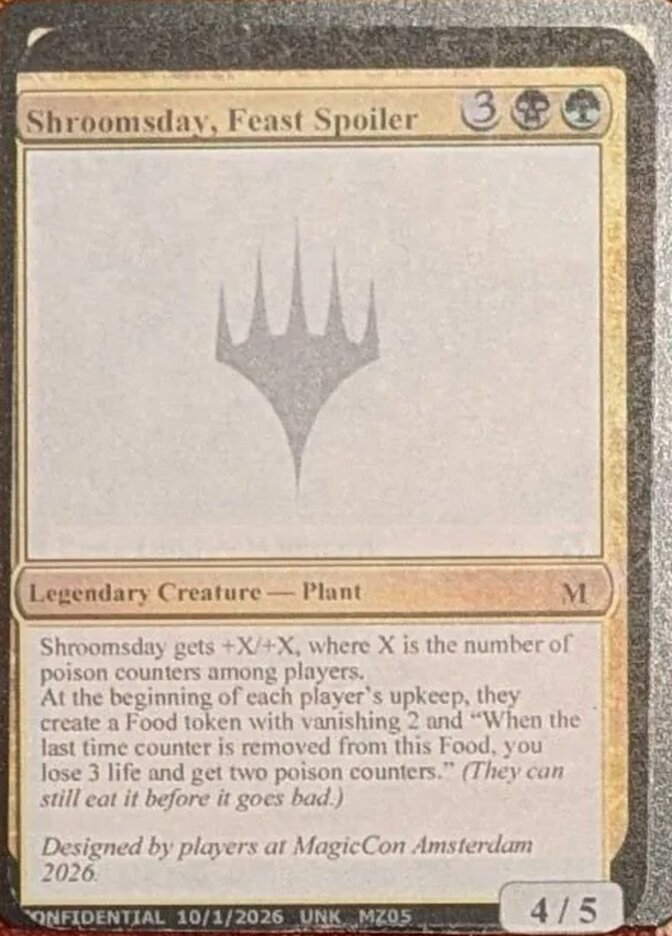 Shroomsday, Feast Spoiler 3
Legendary Creature — Plant M
Shroomsday gets +X/+X, where X is the number of
poison counters among players.
At the beginning of each player's upkeep, they
create a Food token with vanishing 2 and “When the
last time counter is removed from this Food, you
lose 3 life and get two poison counters.” (They can
still eat it before it goes bad.)
Designed by players at MagicCon Amsterdam
2026.
ONFIDENTIAL 10/1/2026 UNK MZ05
4 / 5